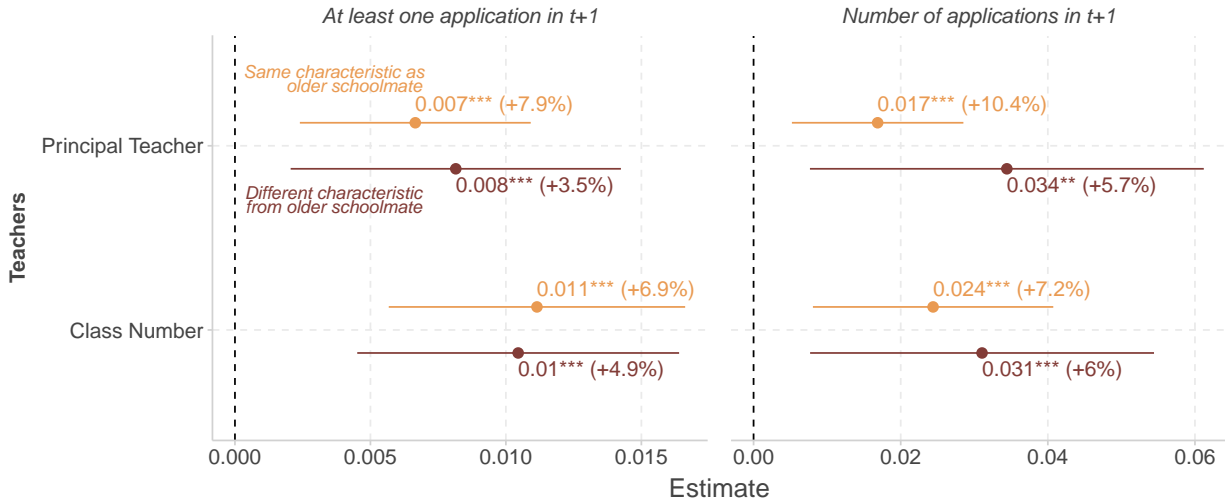 At least one application in t+1
Number of applications in t+1
Teachers
Principal Teacher
Class Number
Same characteristic as
older schoolmate
0.007*** (+7.9%)
0.008*** (+3.5%)
Different characteristic
from older schoolmate
0.011*** (+6.9%)
0.01*** (+4.9%)
0.017*** (+10.4%)
0.034** (+5.7%)
0.024*** (+7.2%)
0.031*** (+6%)
0.000
0.005
0.010
0.015
0.00
0.02
0.04
0.06
Estimate